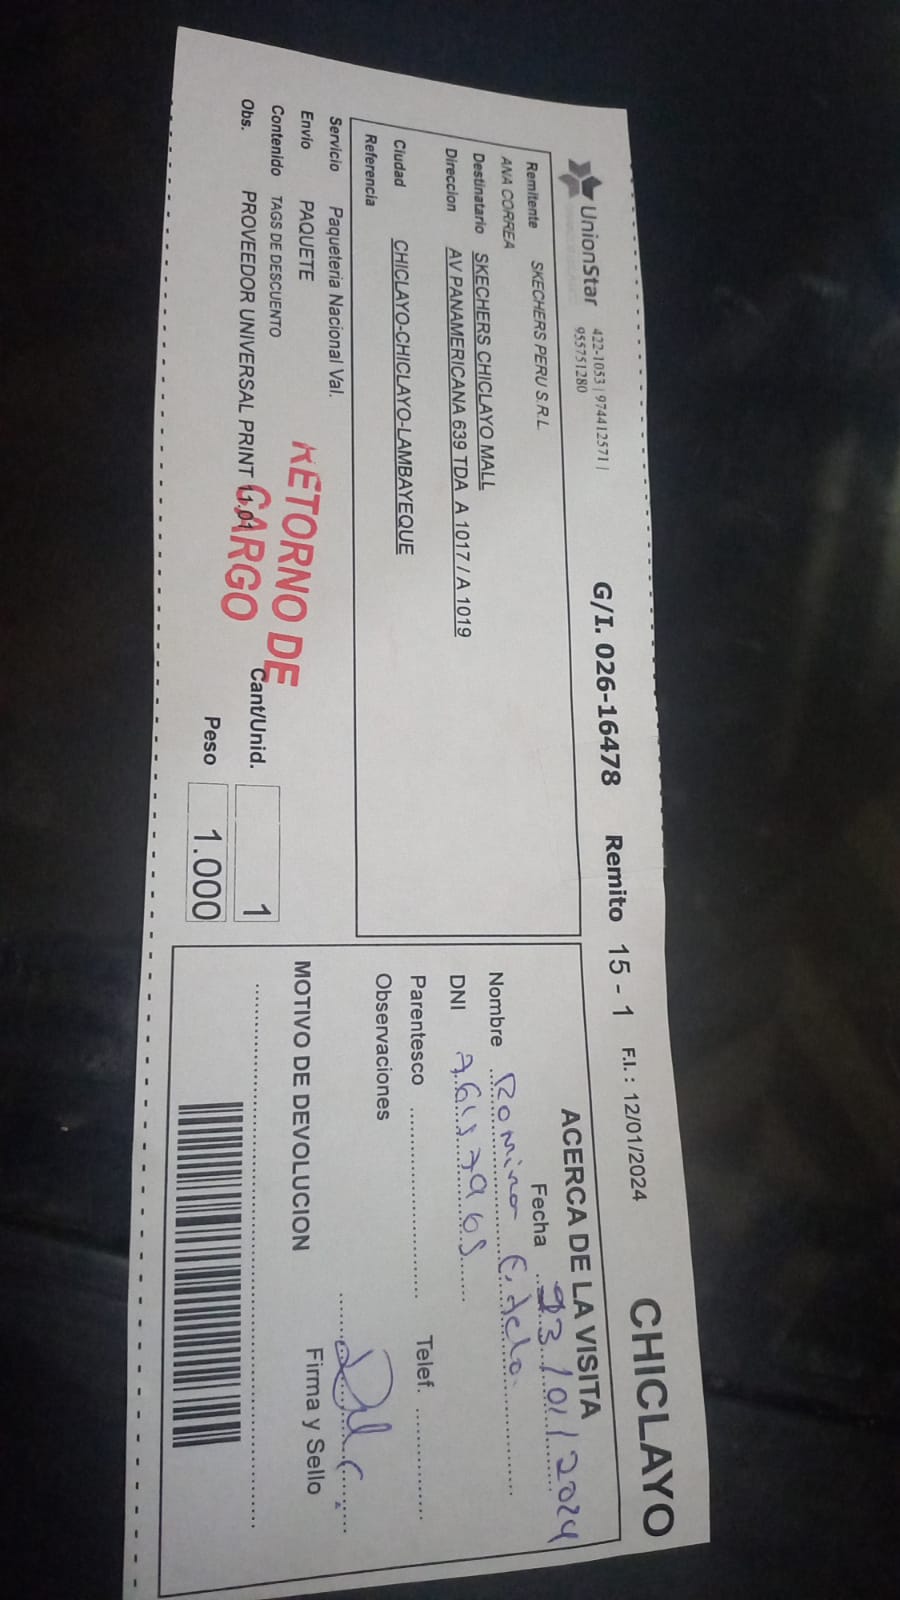 UnionStar 422-1053 | 974412571 |
955751280
G/I. 026-16478 Remito 15 - 1 F.I. : 12/01/2024 CHICLAYO
Remitente SKECHERS PERU S.R.L
ANA CORREA
Destinatario SKECHERS CHICLAYO MALL
Direccion AV PANAMERICANA 639 TDA A 1017 / A 1019
Ciudad CHICLAYO-CHICLAYO-LAMBAYEQUE
Referencia
Servicio Paqueteria Nacional Val.
Envio PAQUETE
Contenido TAGS DE DESCUENTO
Obs. PROVEEDOR UNIVERSAL PRINT 11.01
RETORNO DE
CARGO
Cant/Unid. 1
Peso 1.000
ACERCA DE LA VISITA
Fecha 13/01/2024
Nombre Romina
DNI
Parentesco Telef.
Observaciones
Firma y Sello
MOTIVO DE DEVOLUCION